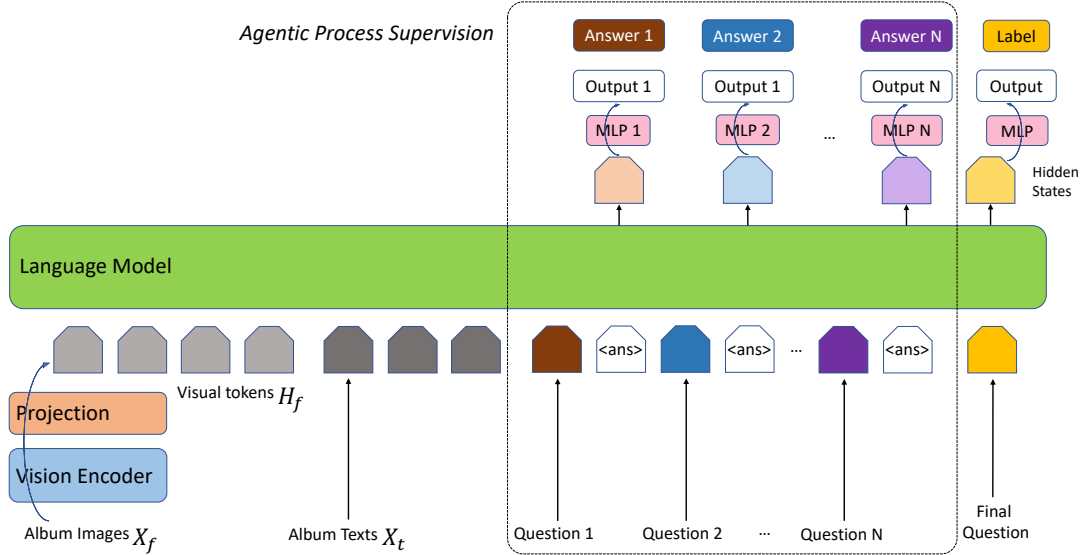 Agentic Process Supervision
Answer 1
Answer 2
Answer N
Label
Output 1
Output 1
Output N
Output
MLP 1
MLP 2
...
MLP N
MLP
Hidden
States
Language Model
<ans>
<ans>
...
<ans>
Visual tokens H_f
Projection
Vision Encoder
Album Images X_f
Album Texts X_t
Question 1
Question 2
...
Question N
Final
Question